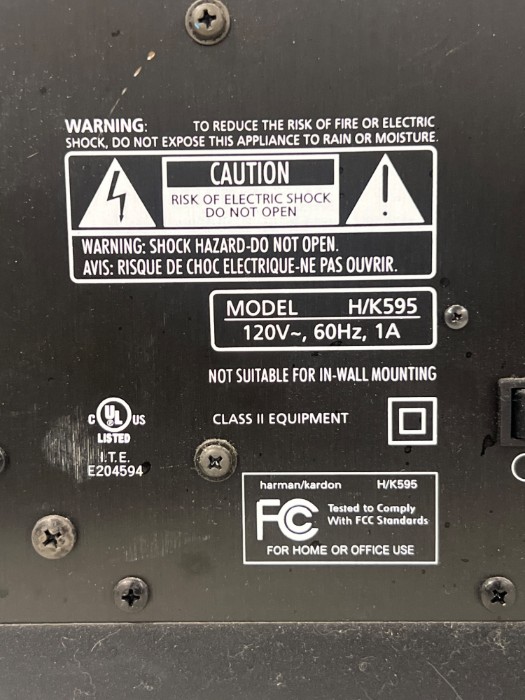 WARNING: TO REDUCE THE RISK OF FIRE OR ELECTRIC
SHOCK, DO NOT EXPOSE THIS APPLIANCE TO RAIN OR MOISTURE.
CAUTION
RISK OF ELECTRIC SHOCK
DO NOT OPEN
WARNING: SHOCK HAZARD-DO NOT OPEN.
AVIS: RISQUE DE CHOC ELECTRIQUE-NE PAS OUVRIR.
MODEL H/K595
120V~, 60Hz, 1A
NOT SUITABLE FOR IN-WALL MOUNTING
C UL US
LISTED
I.T.E.
E204594
CLASS II EQUIPMENT
harman/kardon H/K595
FC Tested to Comply
With FCC Standards
FOR HOME OR OFFICE USE